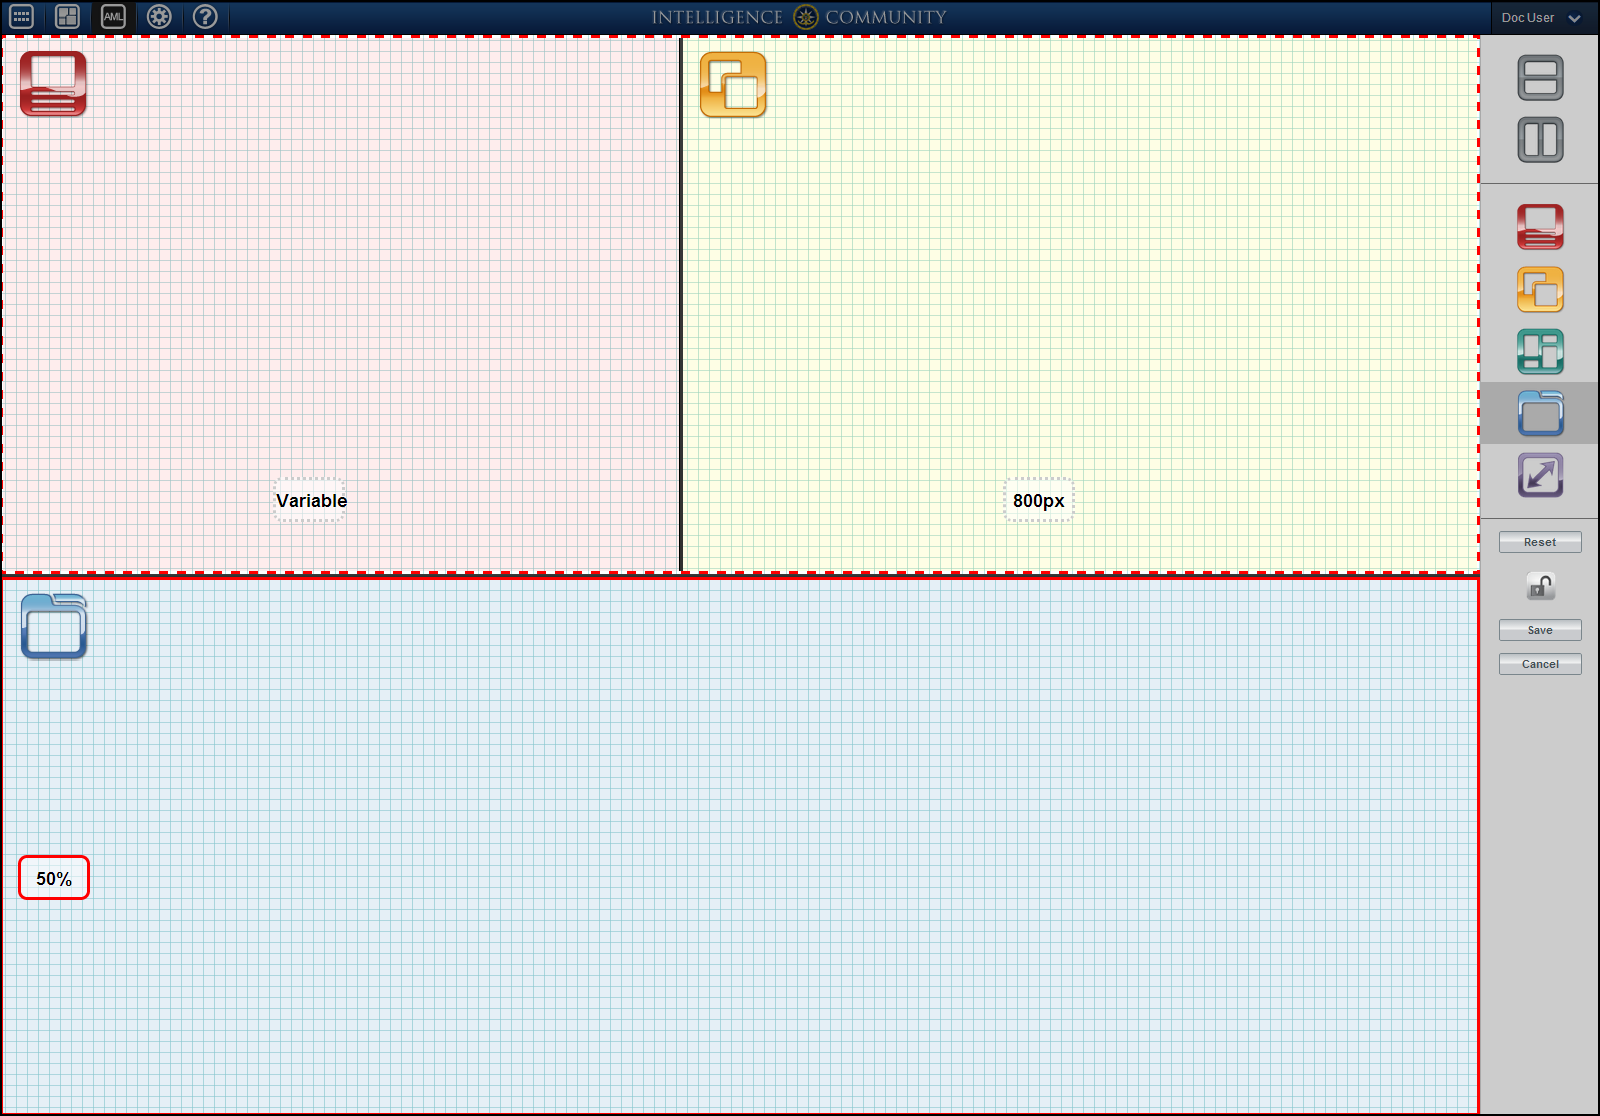 AML
?
INTELLIGENCE COMMUNITY
Doc User
Variable
800px
50%
Reset
Save
Cancel